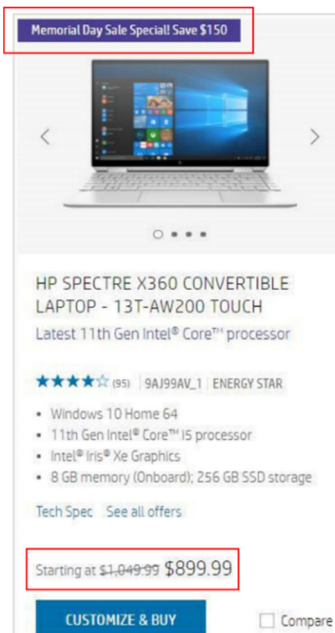 Memorial Day Sale Special! Save $150
HP SPECTRE X360 CONVERTIBLE
LAPTOP - 13T-AW200 TOUCH
Latest 11th Gen Intel® Core™ processor
(95) 9AJ99AV_1 ENERGY STAR
• Windows 10 Home 64
• 11th Gen Intel® Core™ i5 processor
• Intel® Iris® Xe Graphics
• 8 GB memory (Onboard); 256 GB SSD storage
Tech Spec See all offers
Starting at $1,049.99 $899.99
CUSTOMIZE & BUY Compare